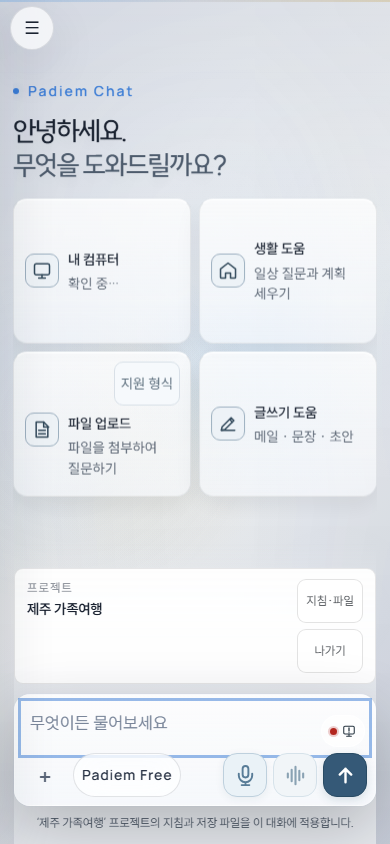 Padiem Chat
안녕하세요.
무엇을 도와드릴까요?
내 컴퓨터
확인 중…
생활 도움
일상 질문과 계획
세우기
지원 형식
파일 업로드
파일을 첨부하여
질문하기
글쓰기 도움
메일 · 문장 · 초안
프로젝트
제주 가족여행
지침·파일
나가기
무엇이든 물어보세요
Padiem Free
'제주 가족여행' 프로젝트의 지침과 저장 파일을 이 대화에 적용합니다.